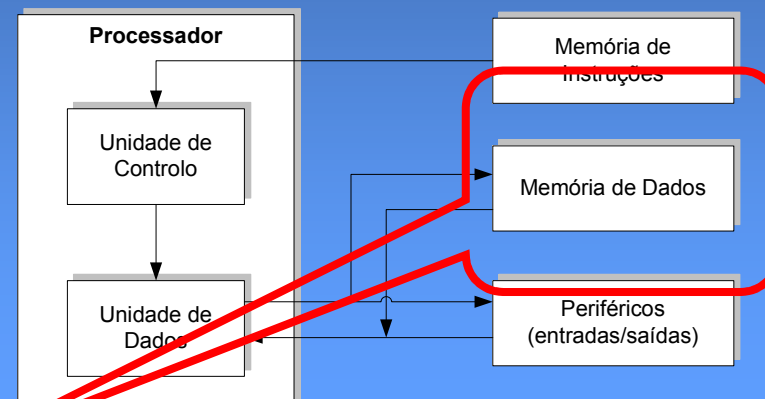 Processador
Unidade de
Controlo
Unidade de
Dados
Memória de
Instruções
Memória de Dados
Periféricos
(entradas/saídas)